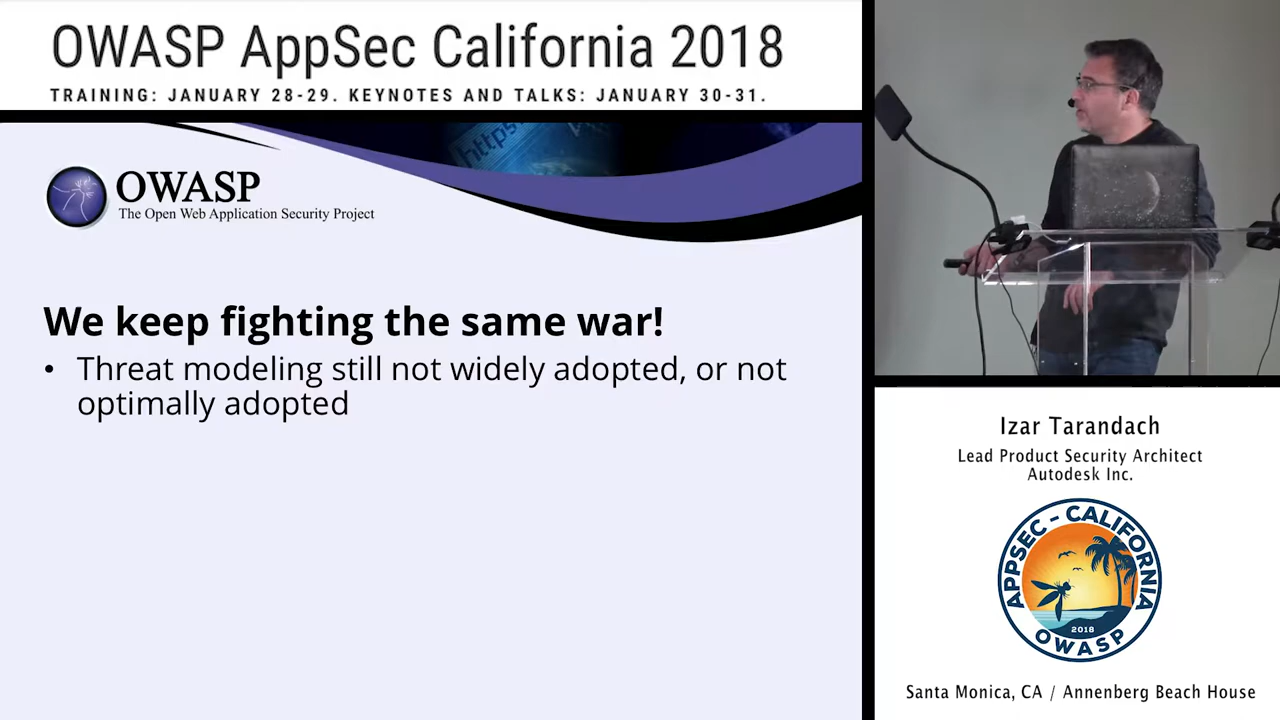 OWASP AppSec California 2018
TRAINING: JANUARY 28-29. KEYNOTES AND TALKS: JANUARY 30-31.
https
OWASP
The Open Web Application Security Project
We keep fighting the same war!
• Threat modeling still not widely adopted, or not
optimally adopted
Izar Tarandach
Lead Product Security Architect
Autodesk Inc.
APPSEC - CALIFORNIA
2018
OWASP
Santa Monica, CA / Annenberg Beach House